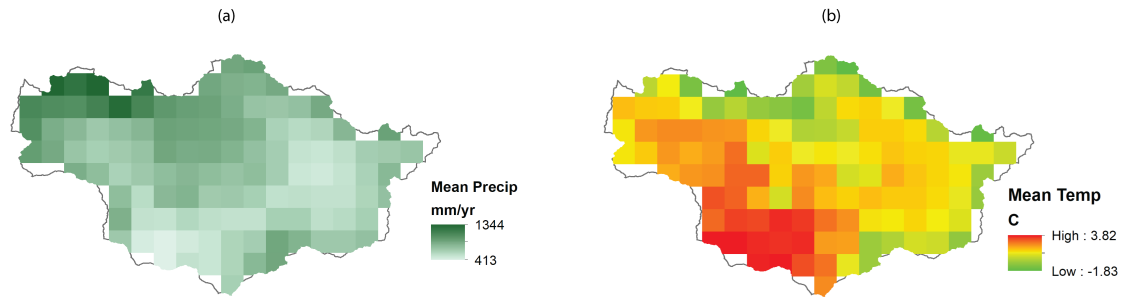 (a)
(b)
Mean Precip
mm/yr
1344
413
Mean Temp
C
High : 3.82
Low : -1.83